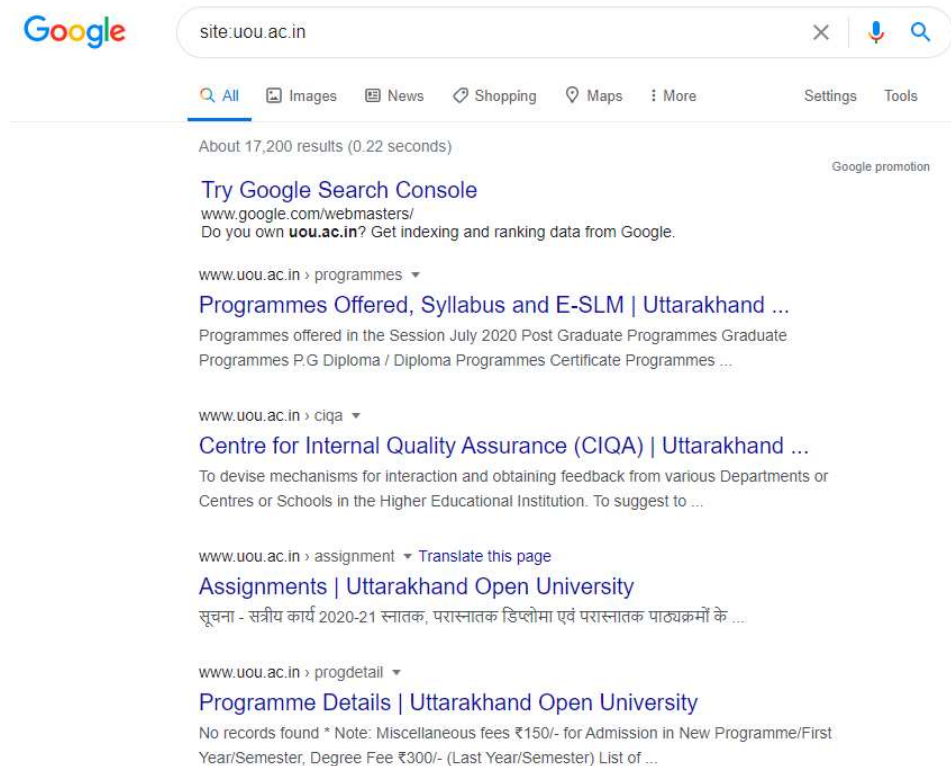 Google
site:uou.ac.in
All Images News Shopping Maps More Settings Tools
About 17,200 results (0.22 seconds)
Google promotion
Try Google Search Console
www.google.com/webmasters/
Do you own uou.ac.in? Get indexing and ranking data from Google.
www.uou.ac.in › programmes
Programmes Offered, Syllabus and E-SLM | Uttarakhand ...
Programmes offered in the Session July 2020 Post Graduate Programmes Graduate
Programmes P.G Diploma / Diploma Programmes Certificate Programmes ...
www.uou.ac.in › ciqa
Centre for Internal Quality Assurance (CIQA) | Uttarakhand ...
To devise mechanisms for interaction and obtaining feedback from various Departments or
Centres or Schools in the Higher Educational Institution. To suggest to ...
www.uou.ac.in › assignment Translate this page
Assignments | Uttarakhand Open University
सूचना - सत्रीय कार्य 2020-21 स्नातक, परास्नातक डिप्लोमा एवं परास्नातक पाठ्यक्रमों के ...
www.uou.ac.in › progdetail
Programme Details | Uttarakhand Open University
No records found * Note: Miscellaneous fees ₹150/- for Admission in New Programme/First
Year/Semester, Degree Fee ₹300/- (Last Year/Semester) List of ...